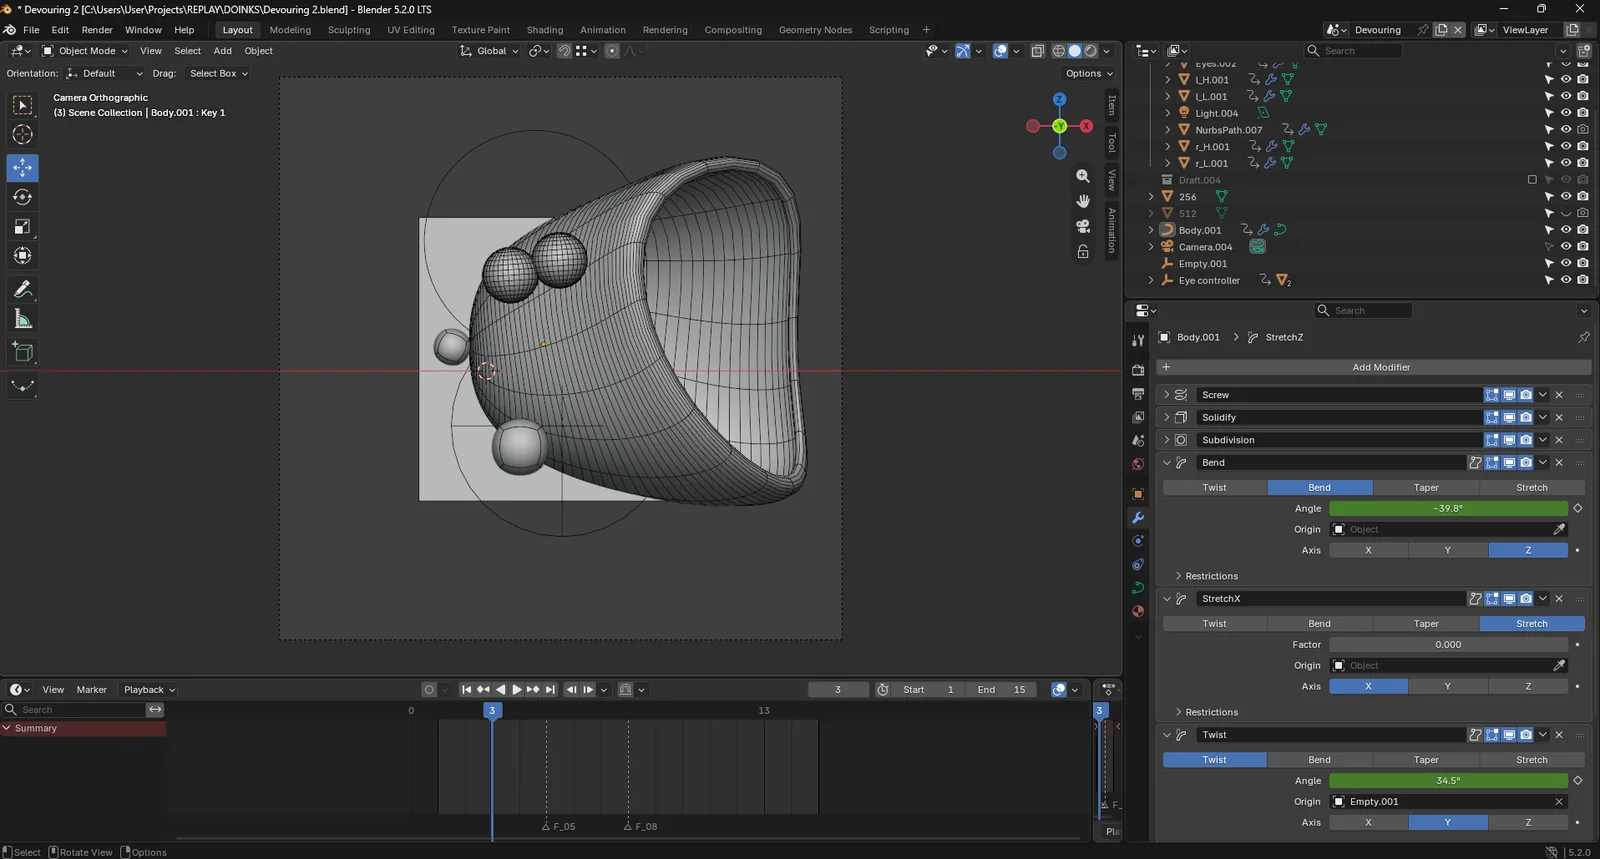 * Devouring 2 [C:\Users\User\Projects\REPLAY\DOINKS\Devouring 2.blend] - Blender 5.2.0 LTS
File Edit Render Window Help Layout Modeling Sculpting UV Editing Texture Paint Shading Animation Rendering Compositing Geometry Nodes Scripting + Devouring ViewLayer
Object Mode View Select Add Object Global Search
Orientation: Default Drag: Select Box Options
Camera Orthographic
(3) Scene Collection | Body.001 : Key 1
Z
-Y
X
Item
Tool
View
Animation
Eyes.002
l_H.001
l_L.001
Light.004
NurbsPath.007
r_H.001
r_L.001
Draft.004
256
512
Body.001
Camera.004
Empty.001
Eye controller 2
Search
Body.001 > StretchZ
+ Add Modifier
Screw
Solidify
Subdivision
Bend
Twist Bend Taper Stretch
Angle -39.8°
Origin Object
Axis X Y Z
Restrictions
StretchX
Twist Bend Taper Stretch
Factor 0.000
Origin Object
Axis X Y Z
Restrictions
Twist
Twist Bend Taper Stretch
Angle 34.5°
Origin Empty.001
Axis X Y Z
View Marker Playback 3 Start 1 End 15
Search 0 3 13 3
Summary
F_05 F_08 F_
Pla
Select Rotate View Options 5.2.0